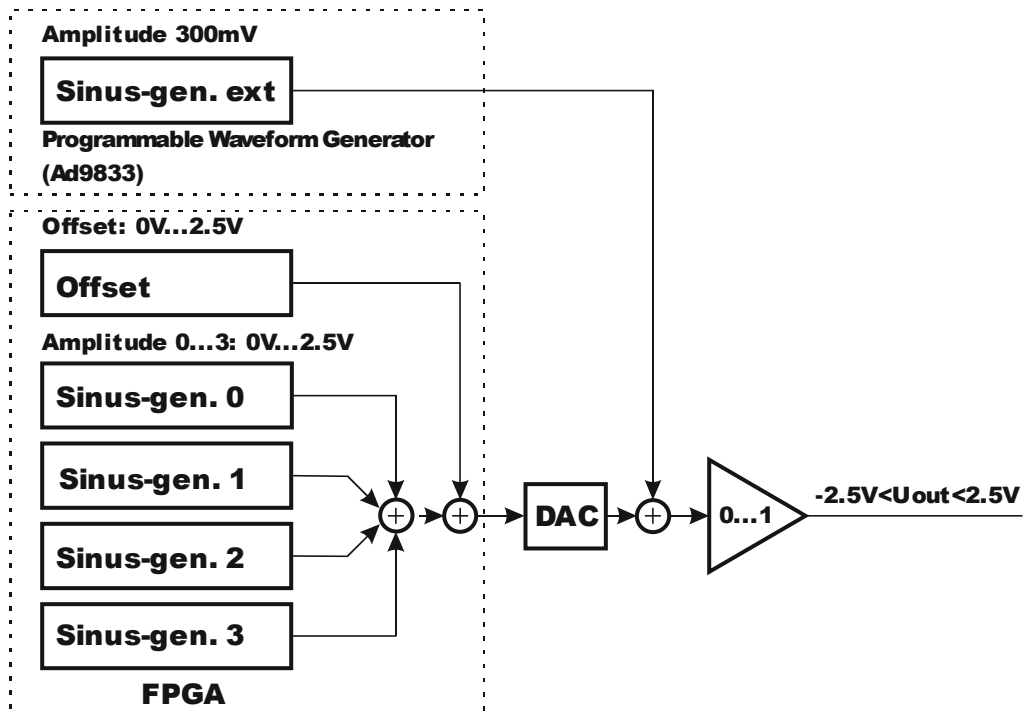 Amplitude 300mV
Sinus-gen. ext
Programmable Waveform Generator
(Ad9833)
Offset: 0V...2.5V
Offset
Amplitude 0...3: 0V...2.5V
Sinus-gen. 0
Sinus-gen. 1
Sinus-gen. 2
Sinus-gen. 3
FPGA
+
+
DAC
+
0...1
-2.5V<Uout<2.5V